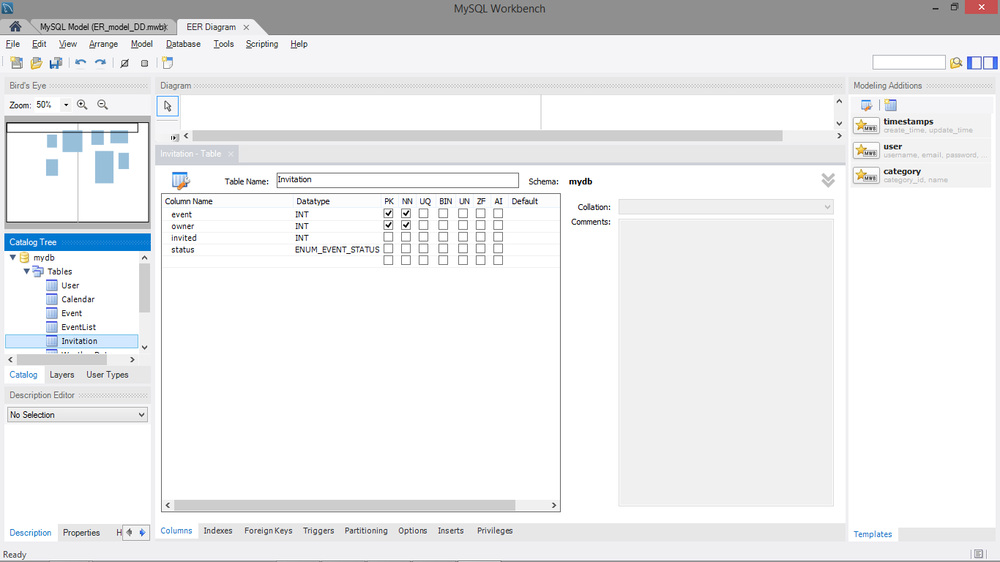 MySQL Workbench
MySQL Model (ER_model_DD.mwb)
EER Diagram
File Edit View Arrange Model Database Tools Scripting Help
Bird's Eye
Zoom: 50%
Catalog Tree
mydb
Tables
User
Calendar
Event
EventList
Invitation
Catalog Layers User Types
Description Editor
No Selection
Description Properties H
Diagram
Invitation - Table
Table Name: Invitation Schema: mydb
Column Name Datatype PK NN UQ BIN UN ZF AI Default
event INT
owner INT
invited INT
status ENUM_EVENT_STATUS
Collation:
Comments:
Columns Indexes Foreign Keys Triggers Partitioning Options Inserts Privileges
Modeling Additions
MWB
timestamps
create_time, update_time
MWB
user
username, email, password, ...
MWB
category
category_id, name
Templates
Ready